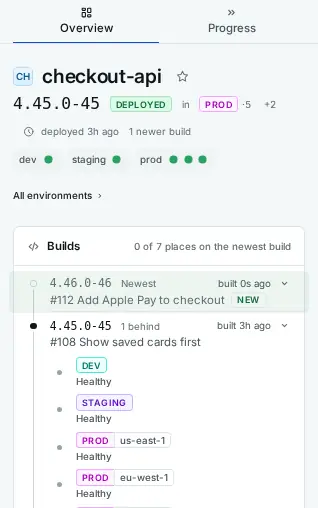 Overview
Progress
CH checkout-api
4.45.0-45 DEPLOYED in PROD ·5 +2
deployed 3h ago 1 newer build
dev staging prod
All environments ›
Builds 0 of 7 places on the newest build
4.46.0-46 Newest built 0s ago
#112 Add Apple Pay to checkout NEW
4.45.0-45 1 behind built 3h ago
#108 Show saved cards first
DEV
Healthy
STAGING
Healthy
PROD us-east-1
Healthy
PROD eu-west-1
Healthy